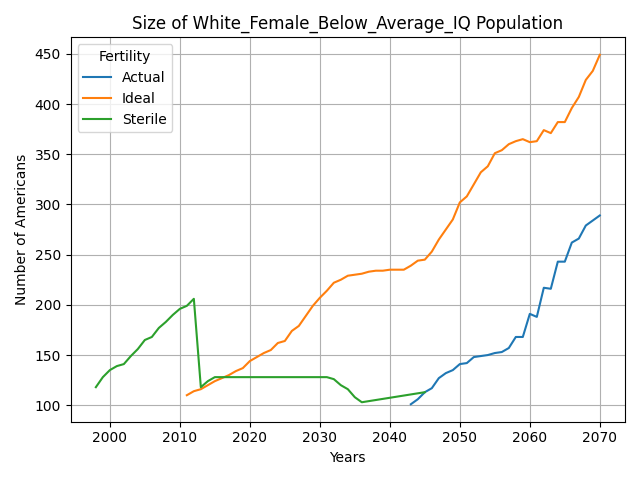 Size of White_Female_Below_Average_IQ Population
Number of Americans
450
400
350
300
250
200
150
100
Fertility
Actual
Ideal
Sterile
2000
2010
2020
2030
2040
2050
2060
2070
Years